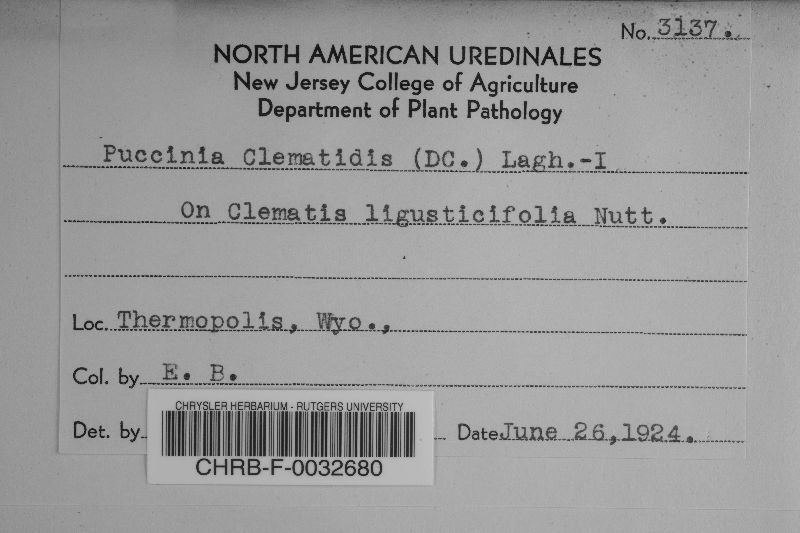 No. 3137.
NORTH AMERICAN UREDINALES
New Jersey College of Agriculture
Department of Plant Pathology
Puccinia Clematidis (DC.) Lagh.-I
On Clematis ligusticifolia Nutt.
Loc. Thermopolis, Wyo.,
Col. by E. B.
Det. by Date June 26, 1924.
CHRYSLER HERBARIUM - RUTGERS UNIVERSITY
CHRB-F-0032680